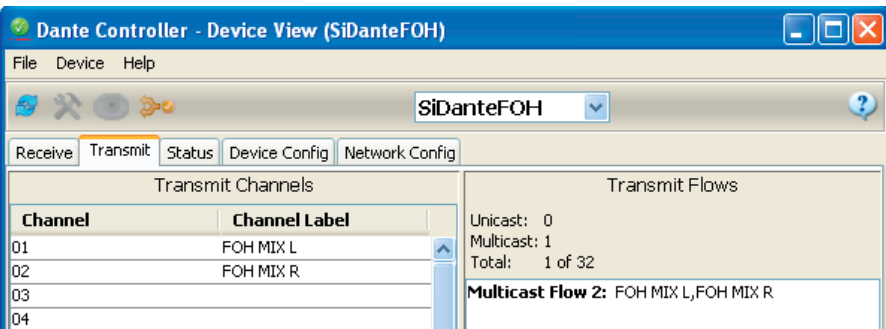 Dante Controller - Device View (SiDanteFOH)
File Device Help
SiDanteFOH
?
Receive Transmit Status Device Config Network Config
Transmit Channels
Channel Channel Label
01 FOH MIX L
02 FOH MIX R
03
04
Transmit Flows
Unicast: 0
Multicast: 1
Total: 1 of 32
Multicast Flow 2: FOH MIX L,FOH MIX R